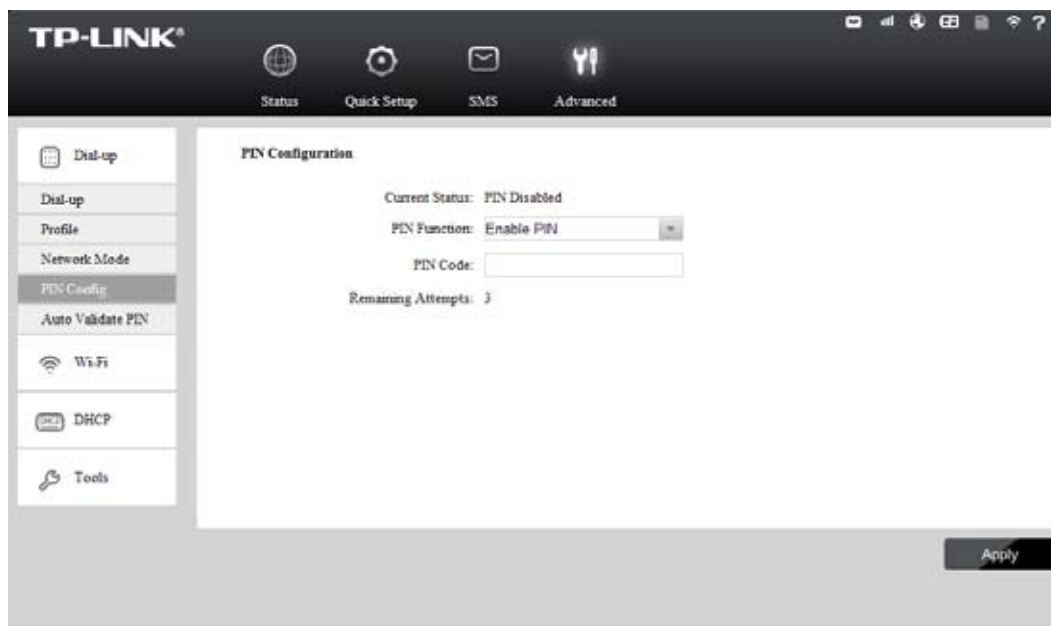 TP-LINK®
?
Status Quick Setup SMS Advanced
Dial-up
Dial-up
Profile
Network Mode
PIN Config
Auto Validate PIN
Wi-Fi
DHCP
Tools
PIN Configuration
Current Status: PIN Disabled
PIN Function: Enable PIN
PIN Code:
Remaining Attempts: 3
Apply